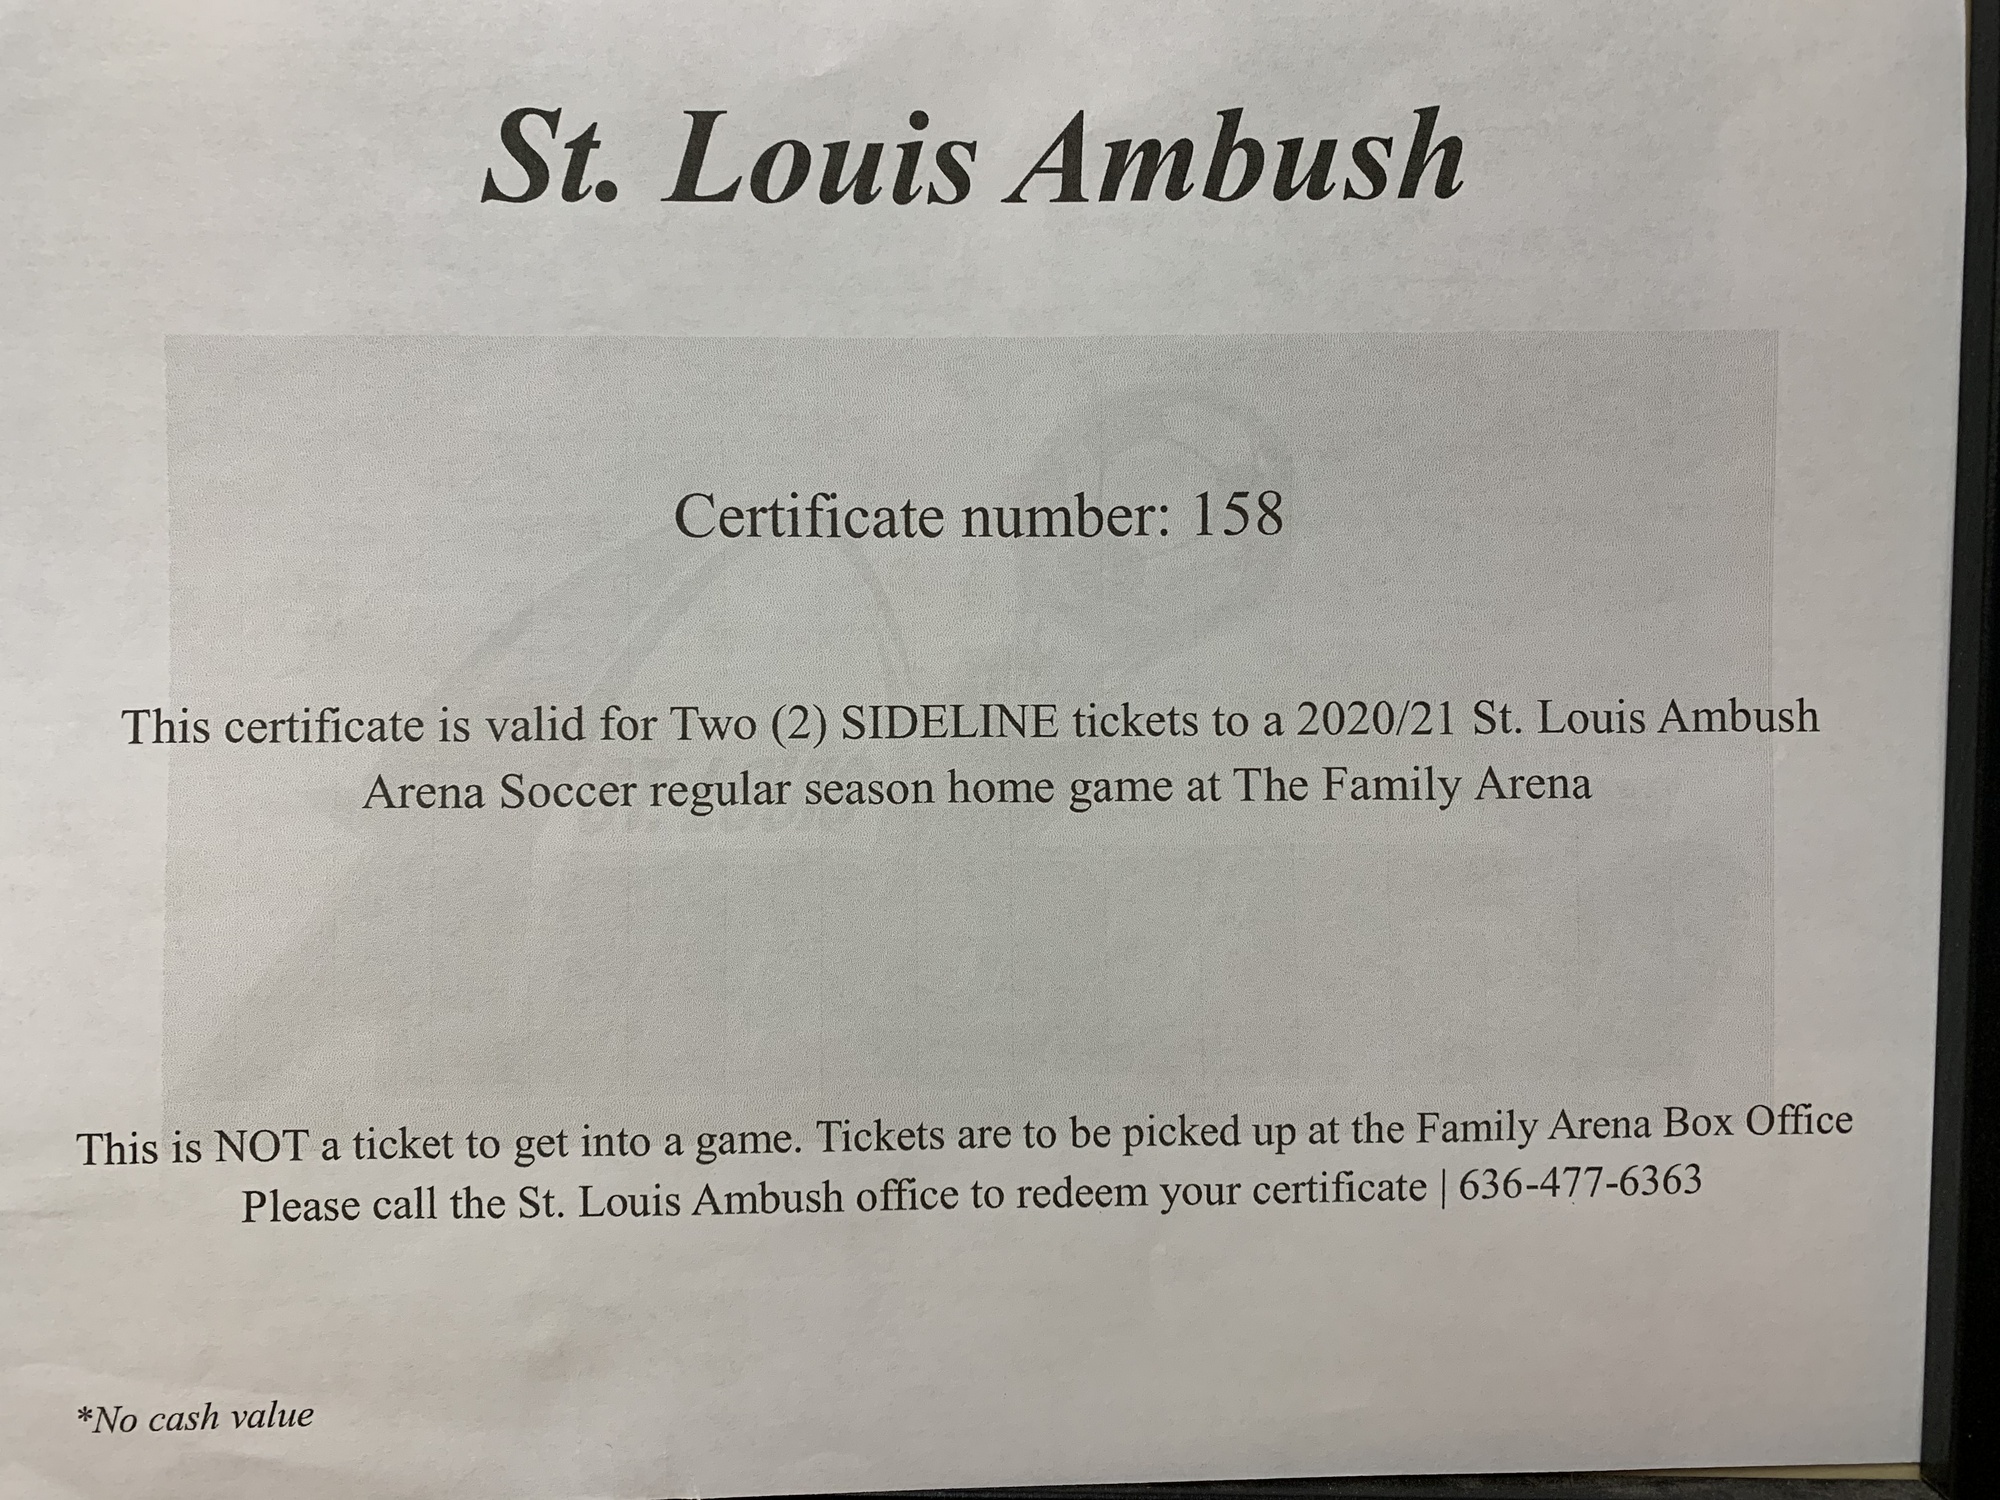 St. Louis Ambush
Certificate number: 158
This certificate is valid for Two (2) SIDELINE tickets to a 2020/21 St. Louis Ambush
Arena Soccer regular season home game at The Family Arena
This is NOT a ticket to get into a game. Tickets are to be picked up at the Family Arena Box Office
Please call the St. Louis Ambush office to redeem your certificate | 636-477-6363
*No cash value